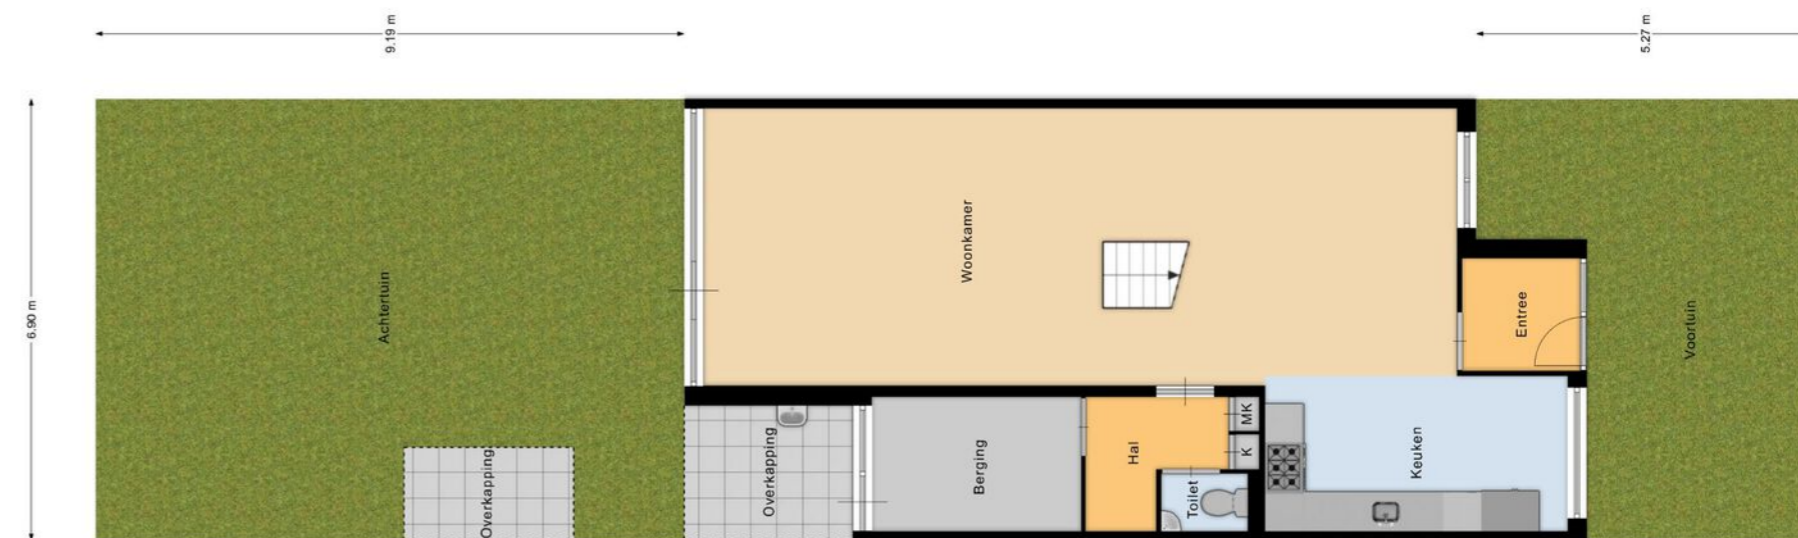 9.19 m
5.27 m
6.90 m
Achtertuin
Woonkamer
Entree
Voortuin
Overkapping
Overkapping
Berging
Hal
MK
K
Toilet
Keuken